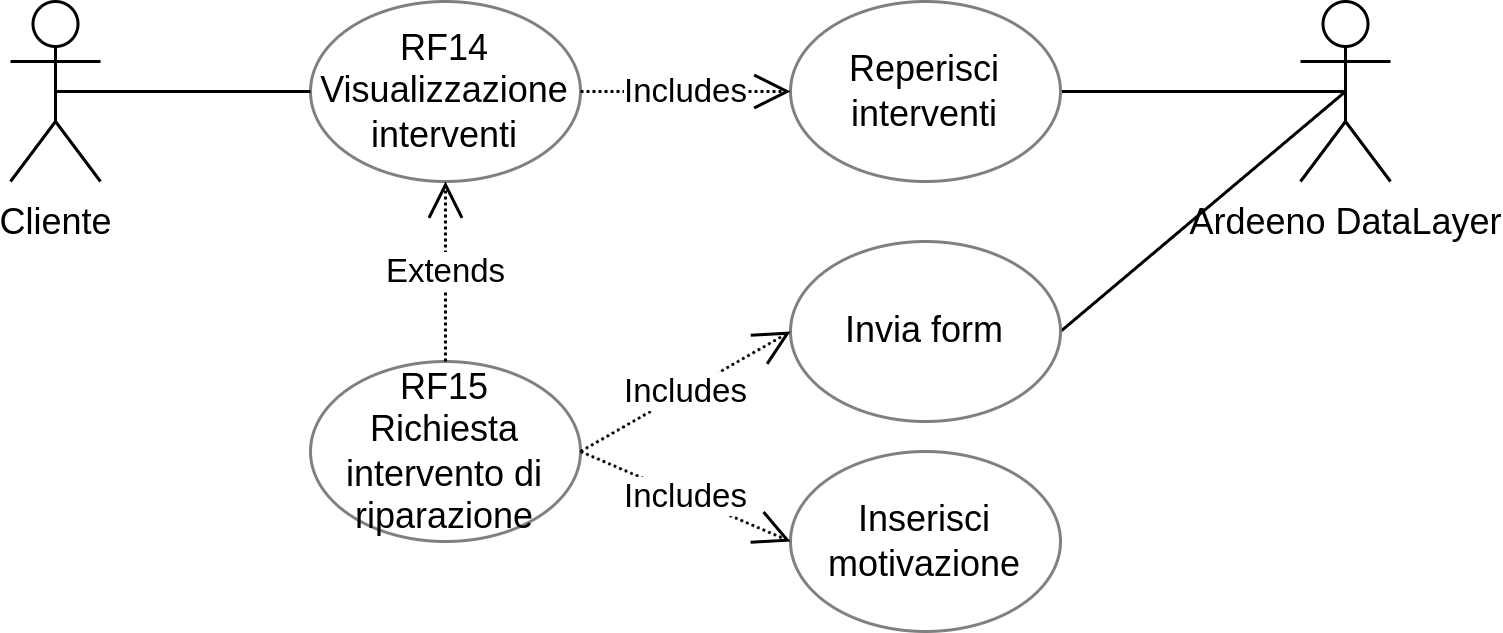 RF14
Visualizzazione
interventi
Includes
Reperisci
interventi
Cliente
Ardeeno DataLayer
Extends
Invia form
Includes
RF15
Richiesta
intervento di
riparazione
Includes
Inserisci
motivazione